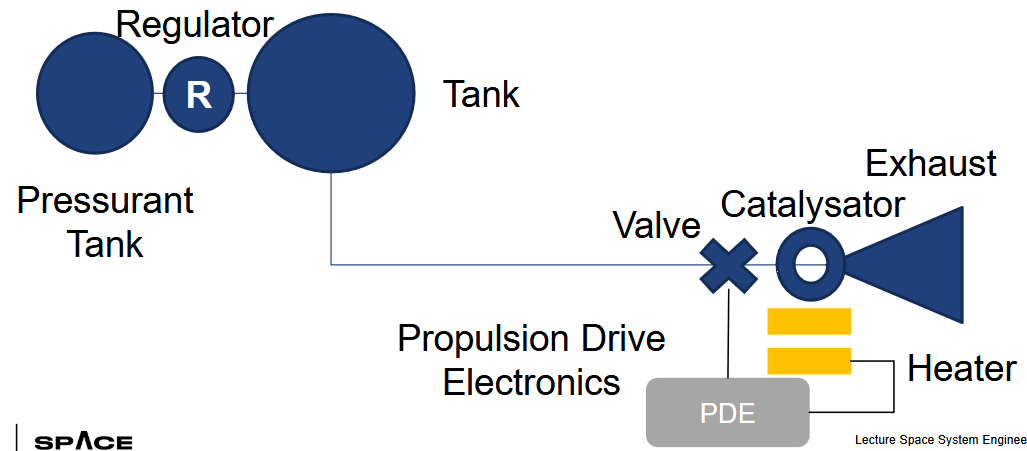 Regulator
R
Tank
Pressurant
Tank
Exhaust
Catalysator
Valve
Propulsion Drive
Electronics
Heater
PDE
SPΛCE
Lecture Space System Enginee